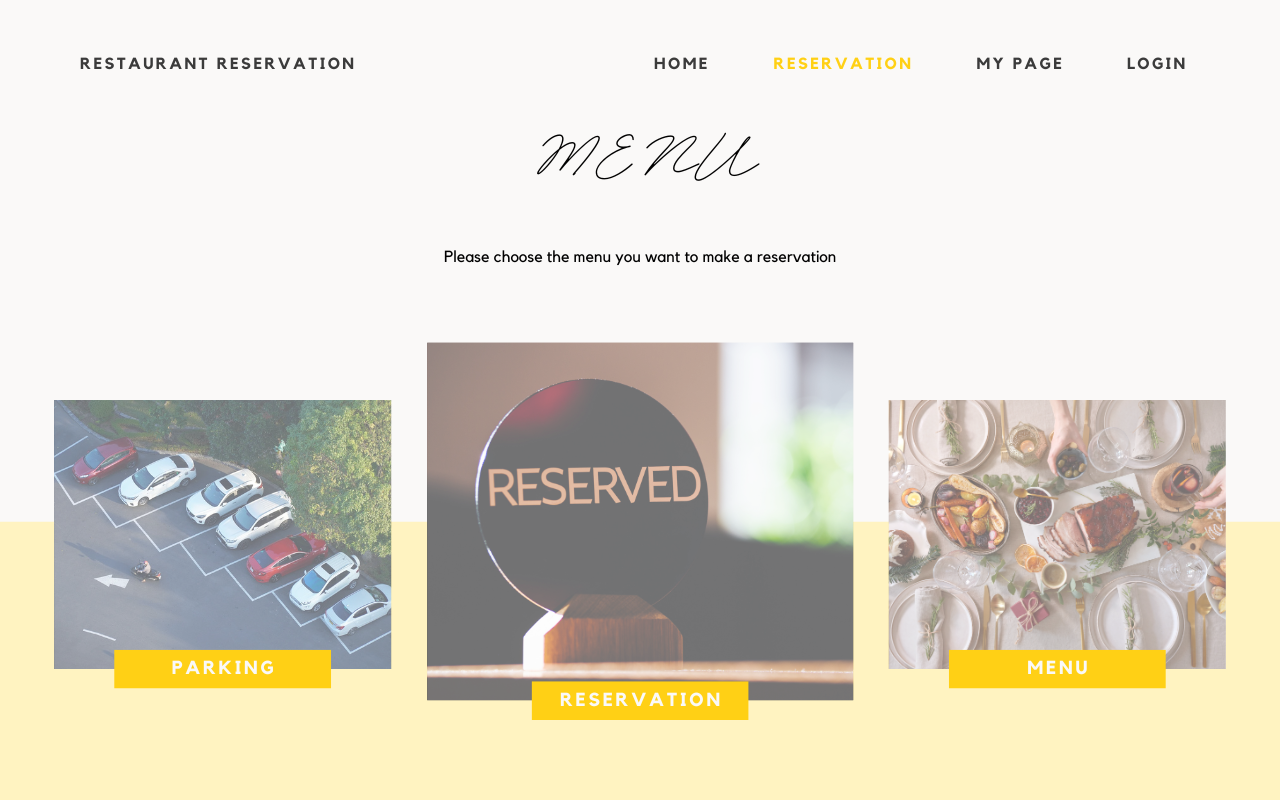 RESTAURANT RESERVATION
HOME
RESERVATION
MY PAGE
LOGIN
MENU
Please choose the menu you want to make a reservation
RESERVED
PARKING
RESERVATION
MENU